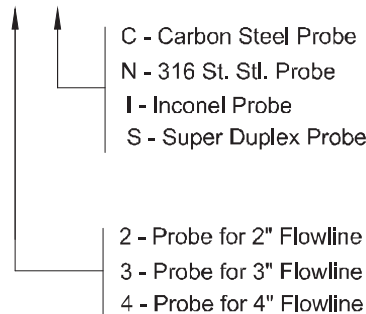 C - Carbon Steel Probe
N - 316 St. Stl. Probe
I - Inconel Probe
S - Super Duplex Probe
2 - Probe for 2" Flowline
3 - Probe for 3" Flowline
4 - Probe for 4" Flowline